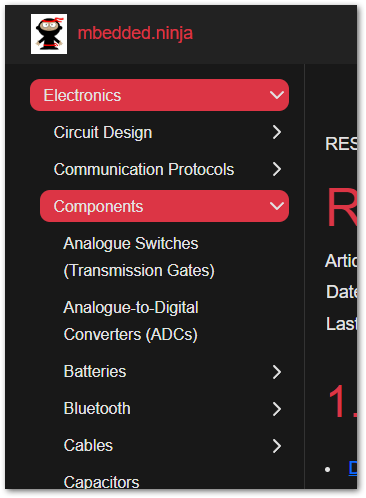 mbedded.ninja
Electronics
Circuit Design
Communication Protocols
Components
Analogue Switches
(Transmission Gates)
Analogue-to-Digital
Converters (ADCs)
Batteries
Bluetooth
Cables
Capacitors
RES
R
Artic
Date
Last
1.
D